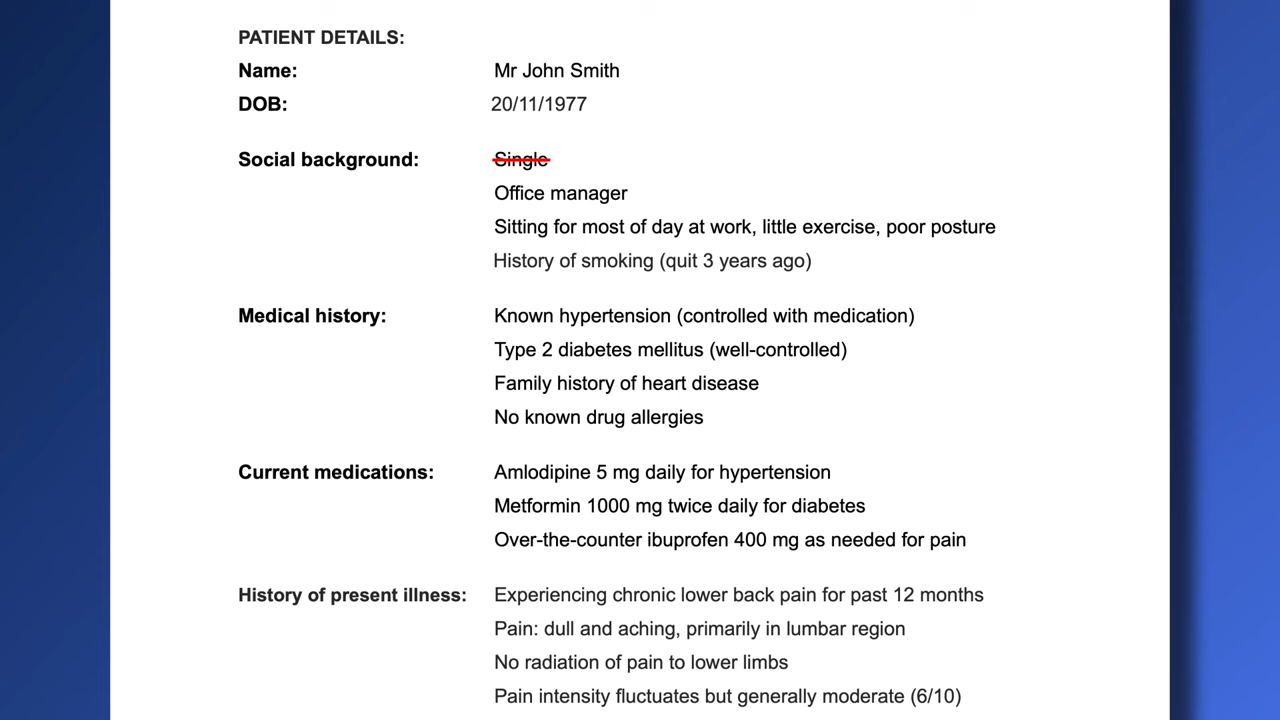 PATIENT DETAILS:
Name: Mr John Smith
DOB: 20/11/1977
Social background: Single
Office manager
Sitting for most of day at work, little exercise, poor posture
History of smoking (quit 3 years ago)
Medical history: Known hypertension (controlled with medication)
Type 2 diabetes mellitus (well-controlled)
Family history of heart disease
No known drug allergies
Current medications: Amlodipine 5 mg daily for hypertension
Metformin 1000 mg twice daily for diabetes
Over-the-counter ibuprofen 400 mg as needed for pain
History of present illness: Experiencing chronic lower back pain for past 12 months
Pain: dull and aching, primarily in lumbar region
No radiation of pain to lower limbs
Pain intensity fluctuates but generally moderate (6/10)